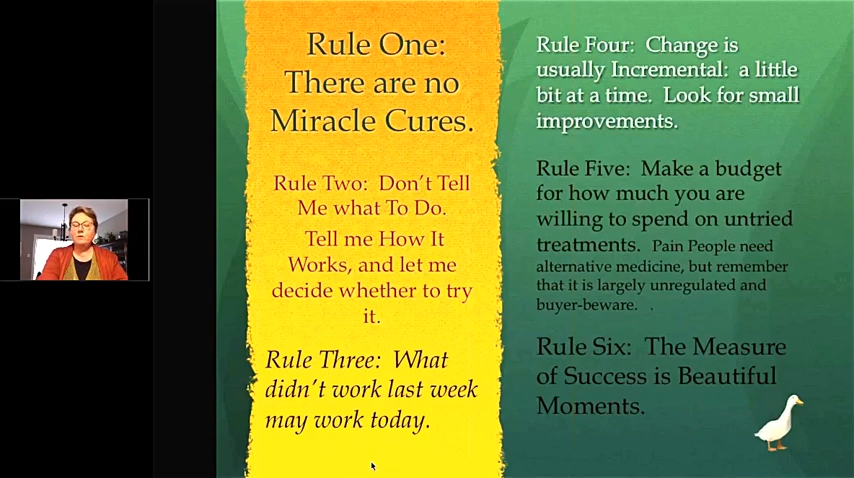 Rule One:
There are no
Miracle Cures.
Rule Two:  Don't Tell
Me what To Do.
Tell me How It
Works, and let me
decide whether to try
it.
Rule Three:  What
didn't work last week
may work today.
Rule Four:  Change is
usually Incremental:  a little
bit at a time.  Look for small
improvements.
Rule Five:  Make a budget
for how much you are
willing to spend on untried
treatments.  Pain People need
alternative medicine, but remember
that it is largely unregulated and
buyer-beware.  .
Rule Six:  The Measure
of Success is Beautiful
Moments.